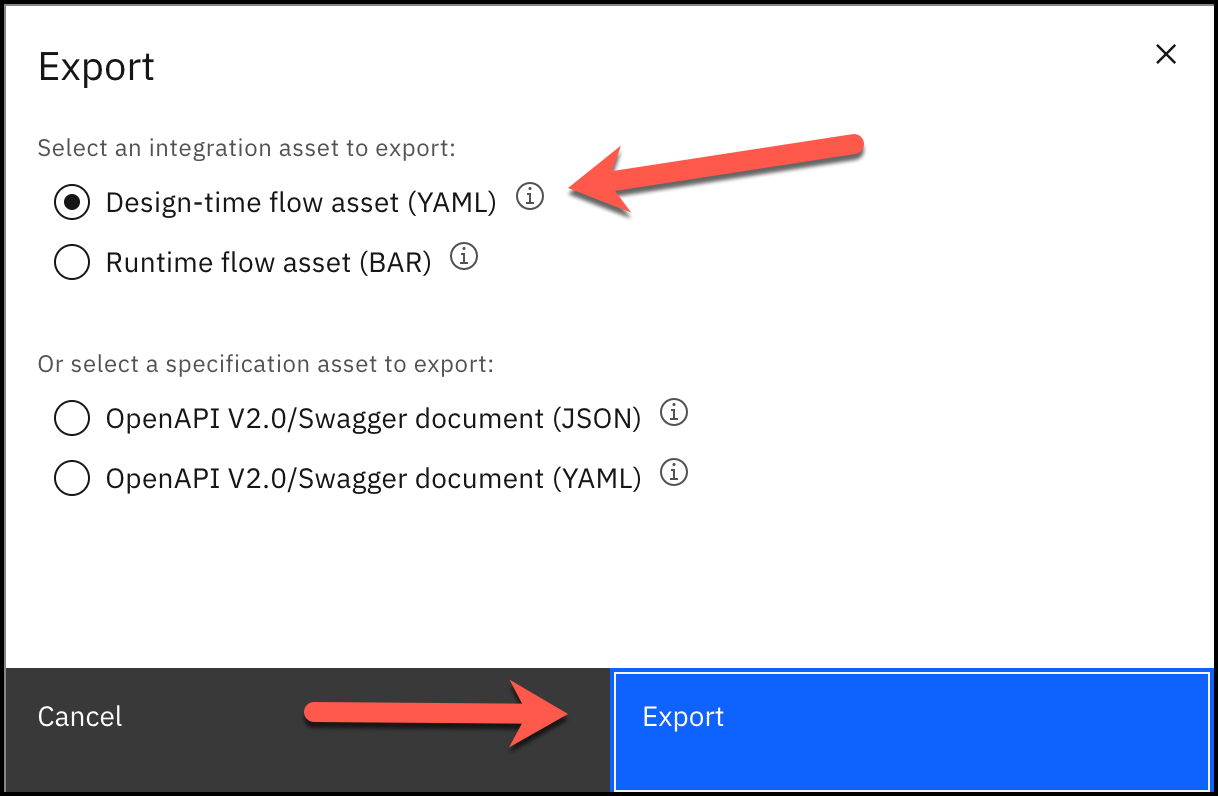 Export
Select an integration asset to export:
Design-time flow asset (YAML)
Runtime flow asset (BAR)
Or select a specification asset to export:
OpenAPI V2.0/Swagger document (JSON)
OpenAPI V2.0/Swagger document (YAML)
Cancel
Export